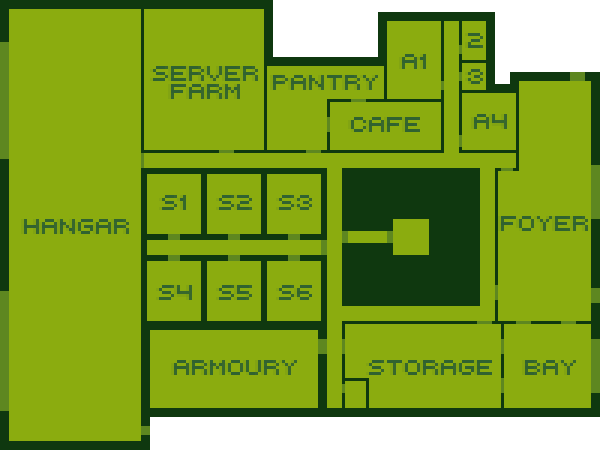 SERVER
FARM
PANTRY
A1
2
3
CAFE
A4
HANGAR
S1
S2
S3
FOYER
S4
S5
S6
ARMOURY
STORAGE
BAY